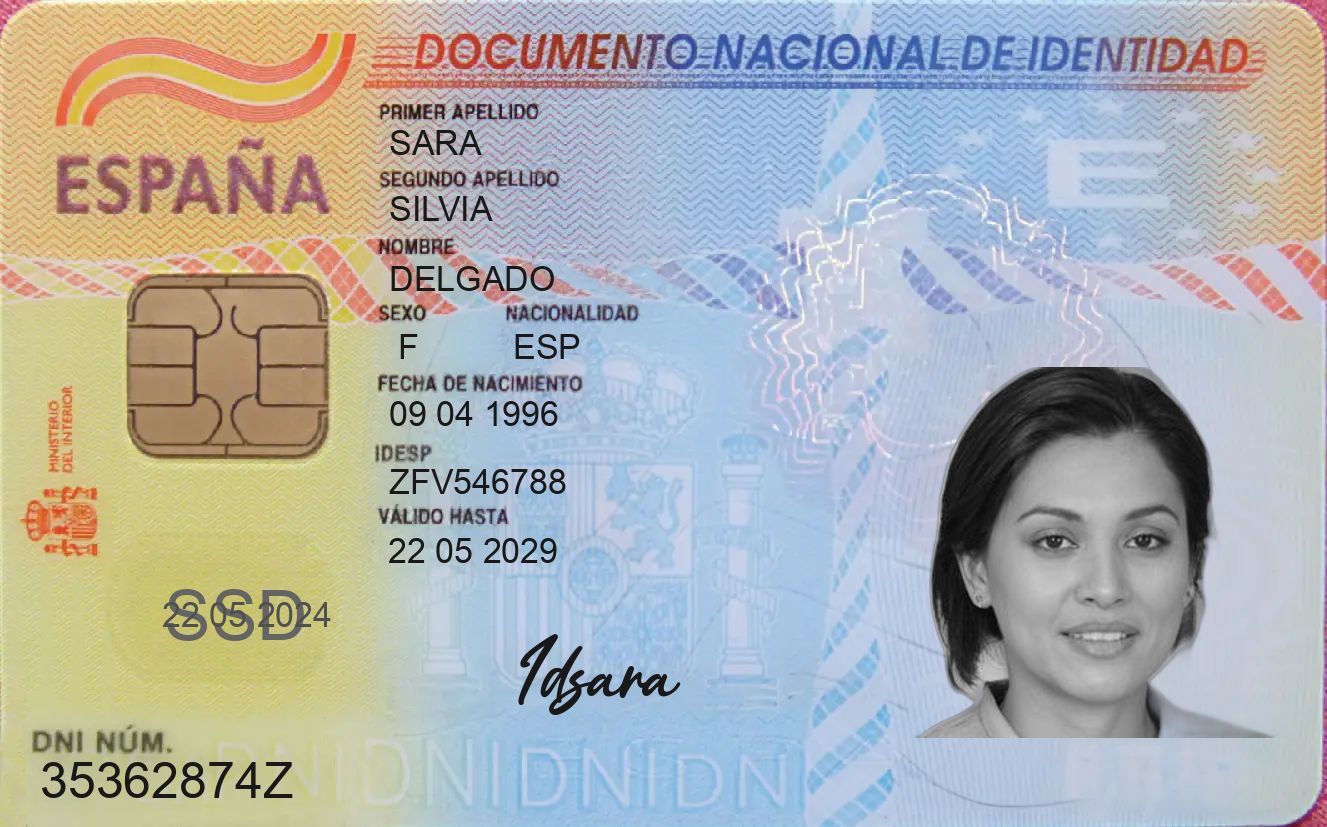 DOCUMENTO NACIONAL DE IDENTIDAD
ESPAÑA
PRIMER APELLIDO
SARA
SEGUNDO APELLIDO
SILVIA
NOMBRE
DELGADO
SEXO NACIONALIDAD
F ESP
FECHA DE NACIMIENTO
09 04 1996
IDESP
ZFV546788
VÁLIDO HASTA
22 05 2029
MINISTERIO
DEL INTERIOR
E
SSD
22 05 2024
Idsara
DNI NÚM.
35362874Z
DNIDNIDNIDNI